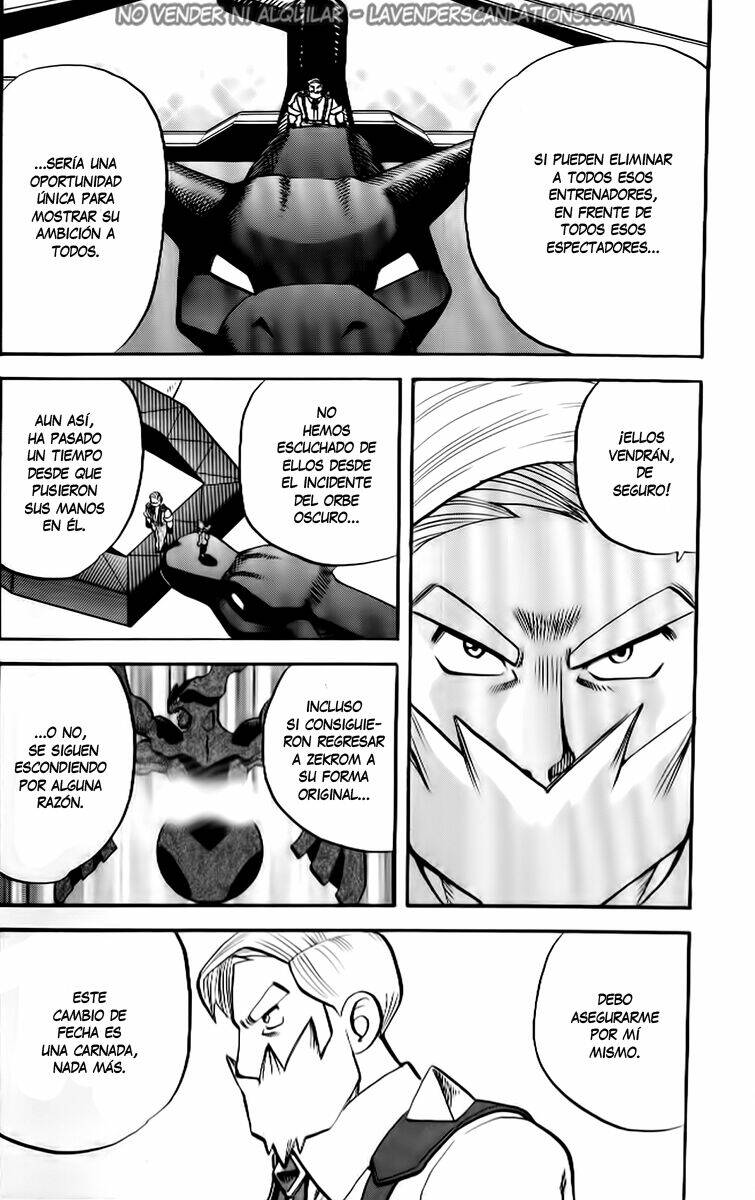 NO VENDER NI ALQUILAR - LAVENDERSCANLATIONS.COM
SI PUEDEN ELIMINAR
A TODOS ESOS
ENTRENADORES,
EN FRENTE DE
TODOS ESOS
ESPECTADORES...
...SERÍA UNA
OPORTUNIDAD
ÚNICA PARA
MOSTRAR SU
AMBICIÓN A
TODOS.
¡ELLOS
VENDRÁN,
DE
SEGURO!
NO
HEMOS
ESCUCHADO DE
ELLOS DESDE
EL INCIDENTE
DEL ORBE
OSCURO...
AUN ASÍ,
HA PASADO
UN TIEMPO
DESDE QUE
PUSIERON
SUS MANOS
EN ÉL.
INCLUSO
SI CONSIGUIE-
RON REGRESAR
A ZEKROM A
SU FORMA
ORIGINAL...
...O NO,
SE SIGUEN
ESCONDIENDO
POR ALGUNA
RAZÓN.
DEBO
ASEGURARME
POR MÍ
MISMO.
ESTE
CAMBIO DE
FECHA ES
UNA CARNADA,
NADA MÁS.